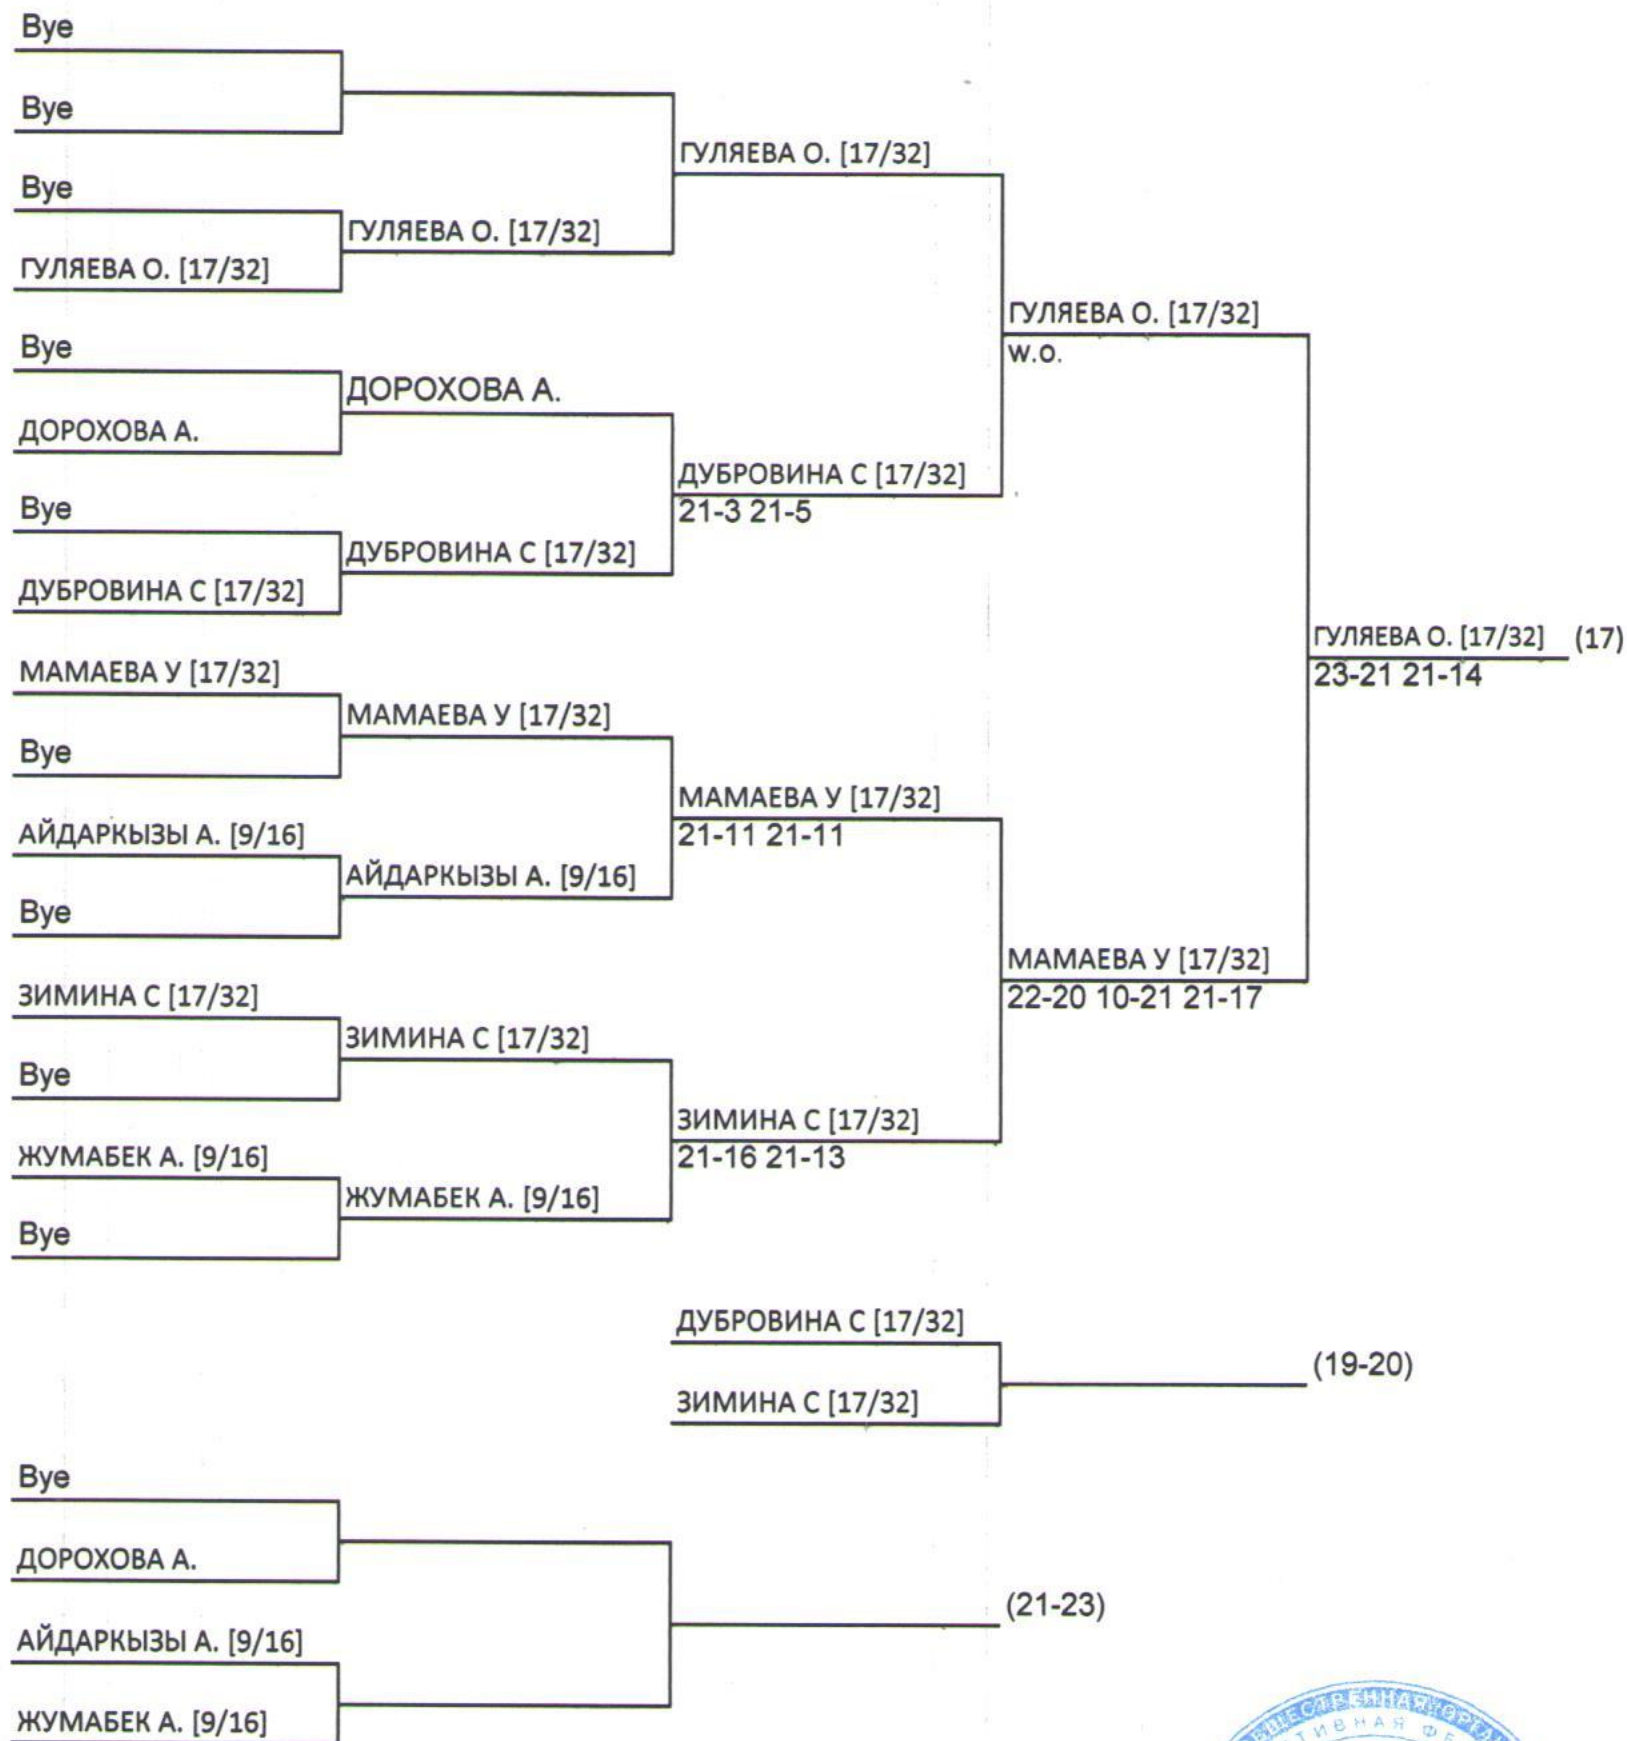 Bye
Bye
Bye
ГУЛЯЕВА О. [17/32]
Bye
ДОРОХОВА А.
Bye
ДУБРОВИНА С [17/32]
МАМАЕВА У [17/32]
Bye
АЙДАРКЫЗЫ А. [9/16]
Bye
ЗИМИНА С [17/32]
Bye
ЖУМАБЕК А. [9/16]
Bye
ГУЛЯЕВА О. [17/32]
ДОРОХОВА А.
ДУБРОВИНА С [17/32]
МАМАЕВА У [17/32]
АЙДАРКЫЗЫ А. [9/16]
ЗИМИНА С [17/32]
ЖУМАБЕК А. [9/16]
ГУЛЯЕВА О. [17/32]
ДУБРОВИНА С [17/32]
21-3 21-5
МАМАЕВА У [17/32]
21-11 21-11
ЗИМИНА С [17/32]
21-16 21-13
ГУЛЯЕВА О. [17/32]
w.o.
МАМАЕВА У [17/32]
22-20 10-21 21-17
ГУЛЯЕВА О. [17/32] (17)
23-21 21-14
ДУБРОВИНА С [17/32]
ЗИМИНА С [17/32]
(19-20)
Bye
ДОРОХОВА А.
АЙДАРКЫЗЫ А. [9/16]
ЖУМАБЕК А. [9/16]
(21-23)